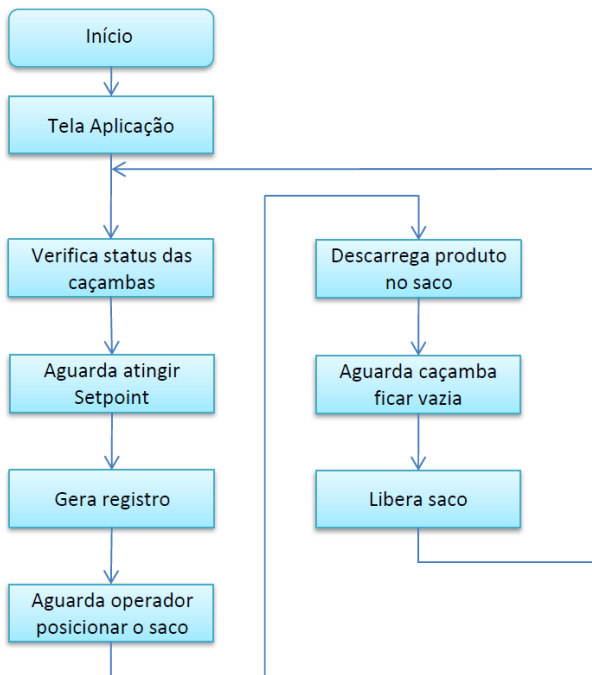 Início
Tela Aplicação
Verifica status das
caçambas
Aguarda atingir
Setpoint
Gera registro
Aguarda operador
posicionar o saco
Descarrega produto
no saco
Aguarda caçamba
ficar vazia
Libera saco